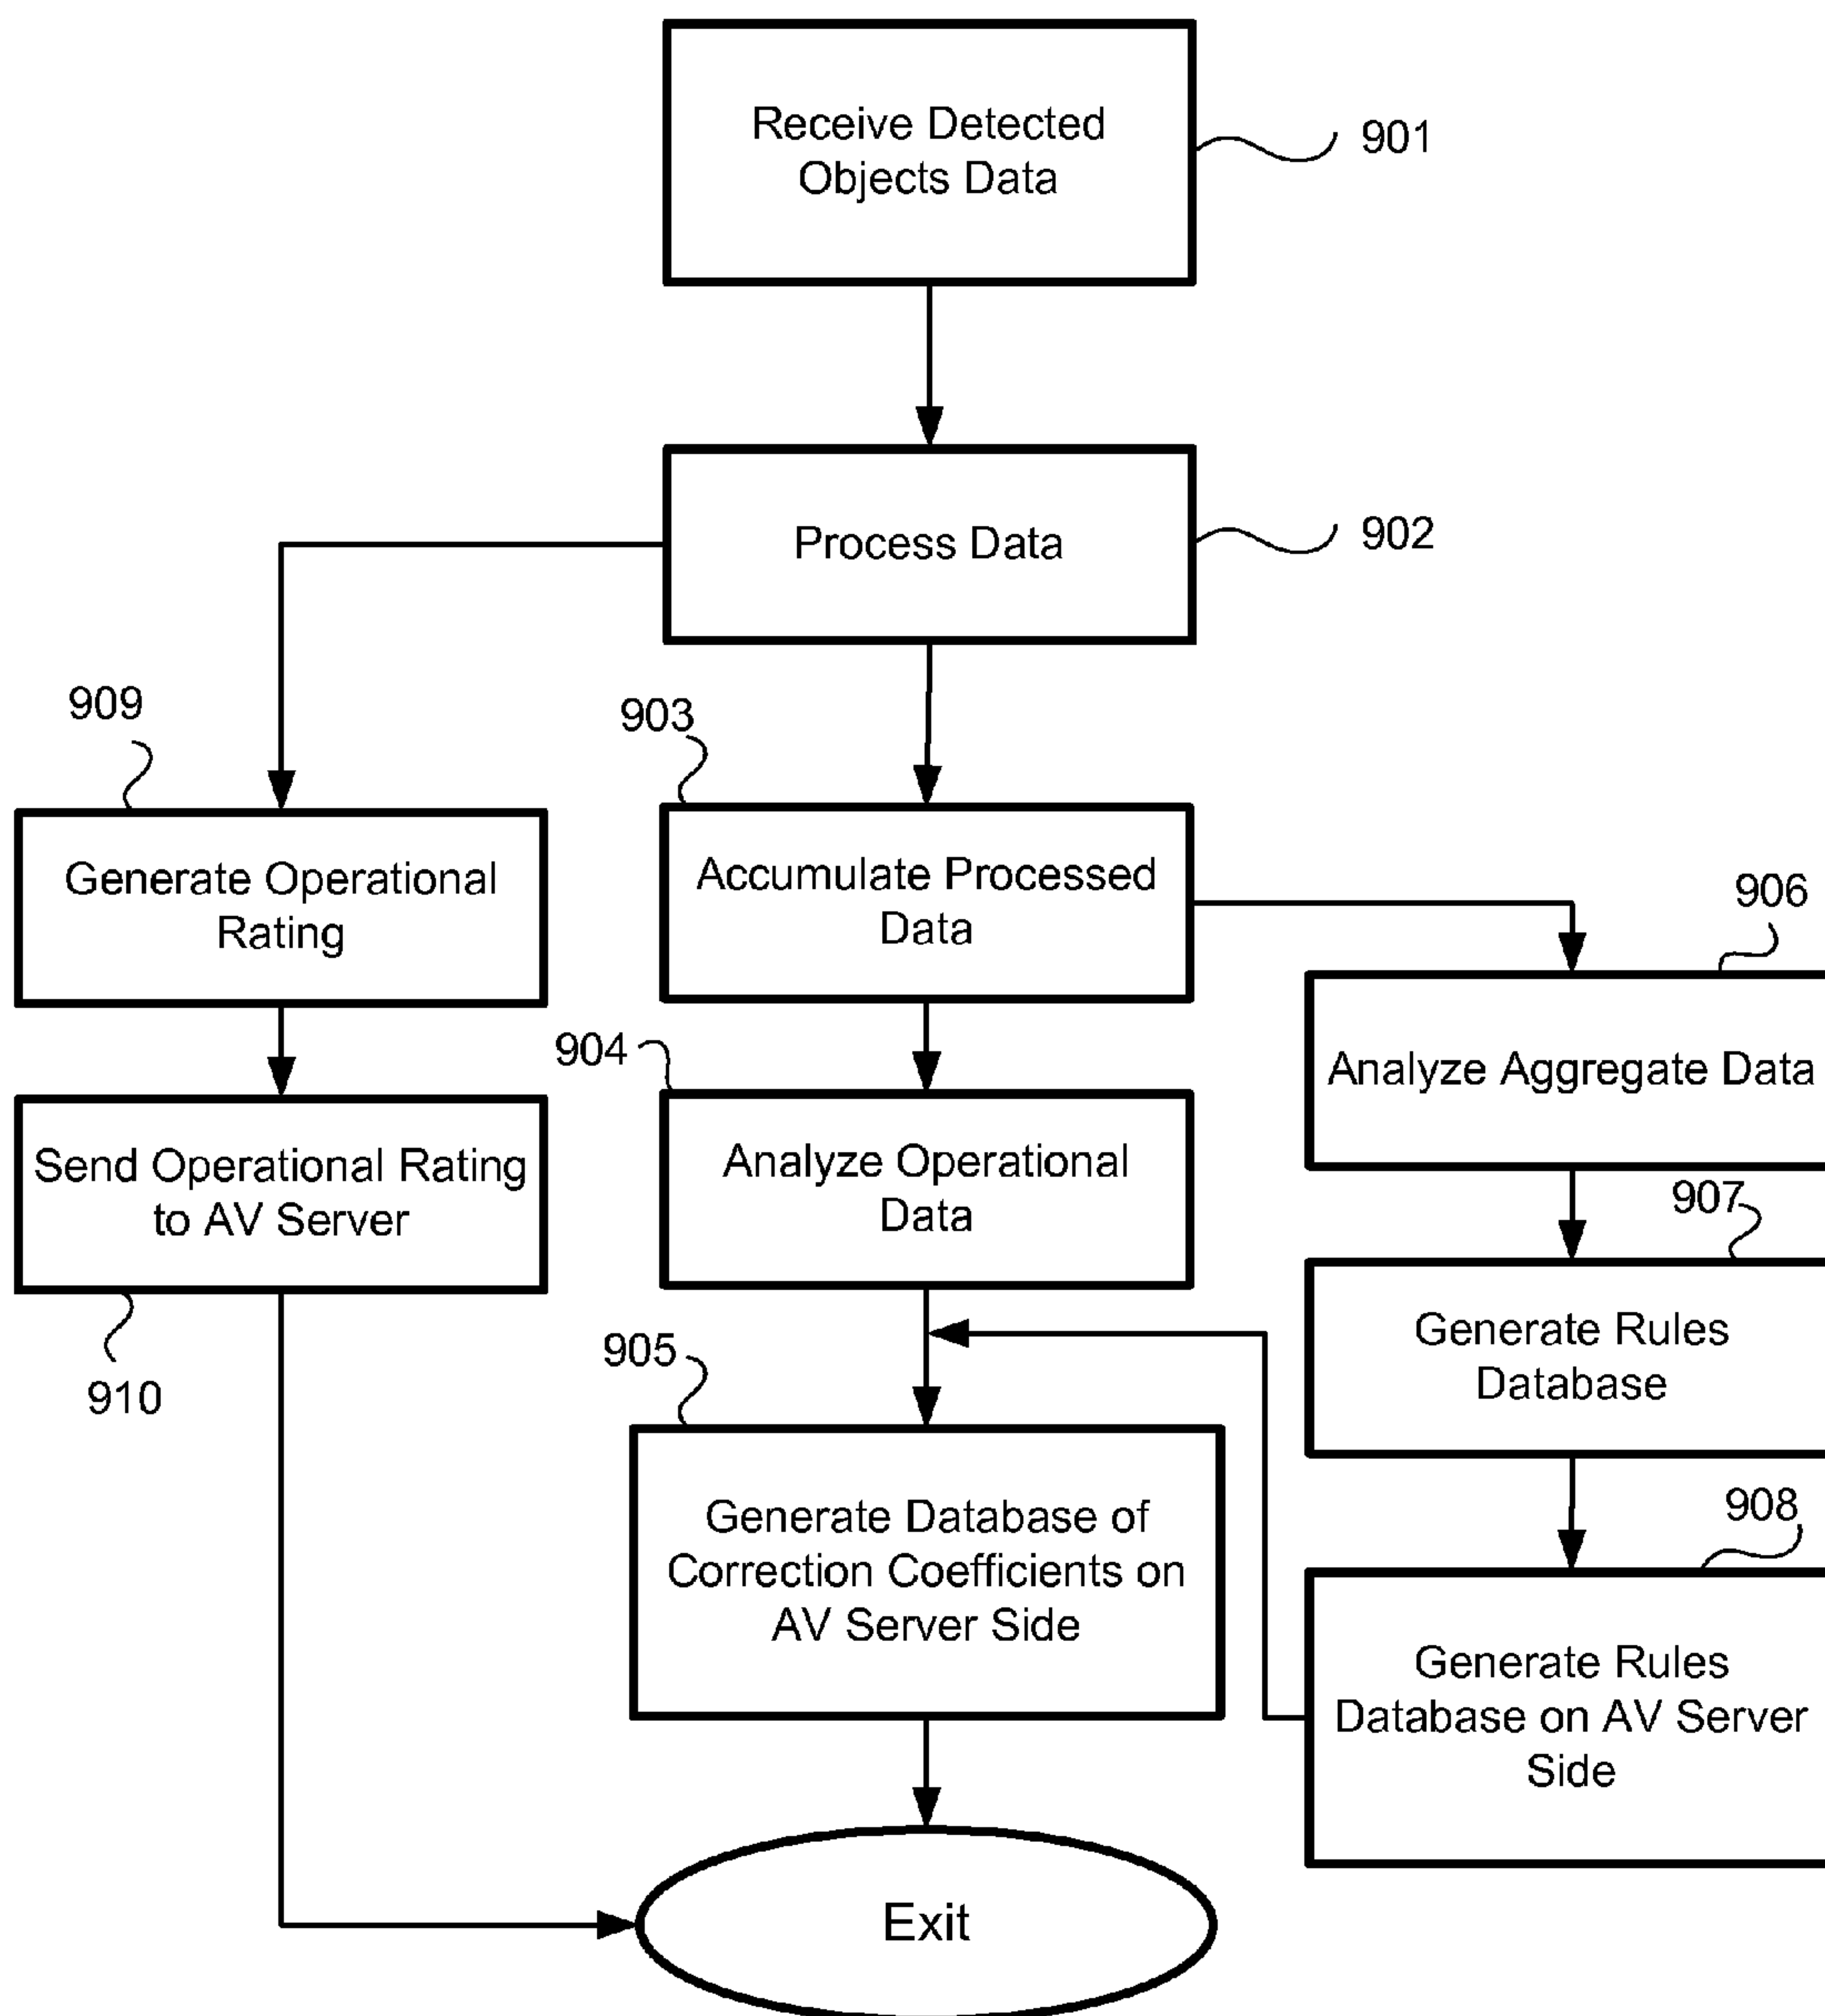 Receive Detected
Objects Data
901
Process Data
902
909
903
Generate Operational
Rating
Accumulate Processed
Data
906
904
Analyze Aggregate Data
Send Operational Rating
to AV Server
Analyze Operational
Data
907
910
905
Generate Rules
Database
Generate Database of
Correction Coefficients on
AV Server Side
908
Generate Rules
Database on AV Server
Side
Exit